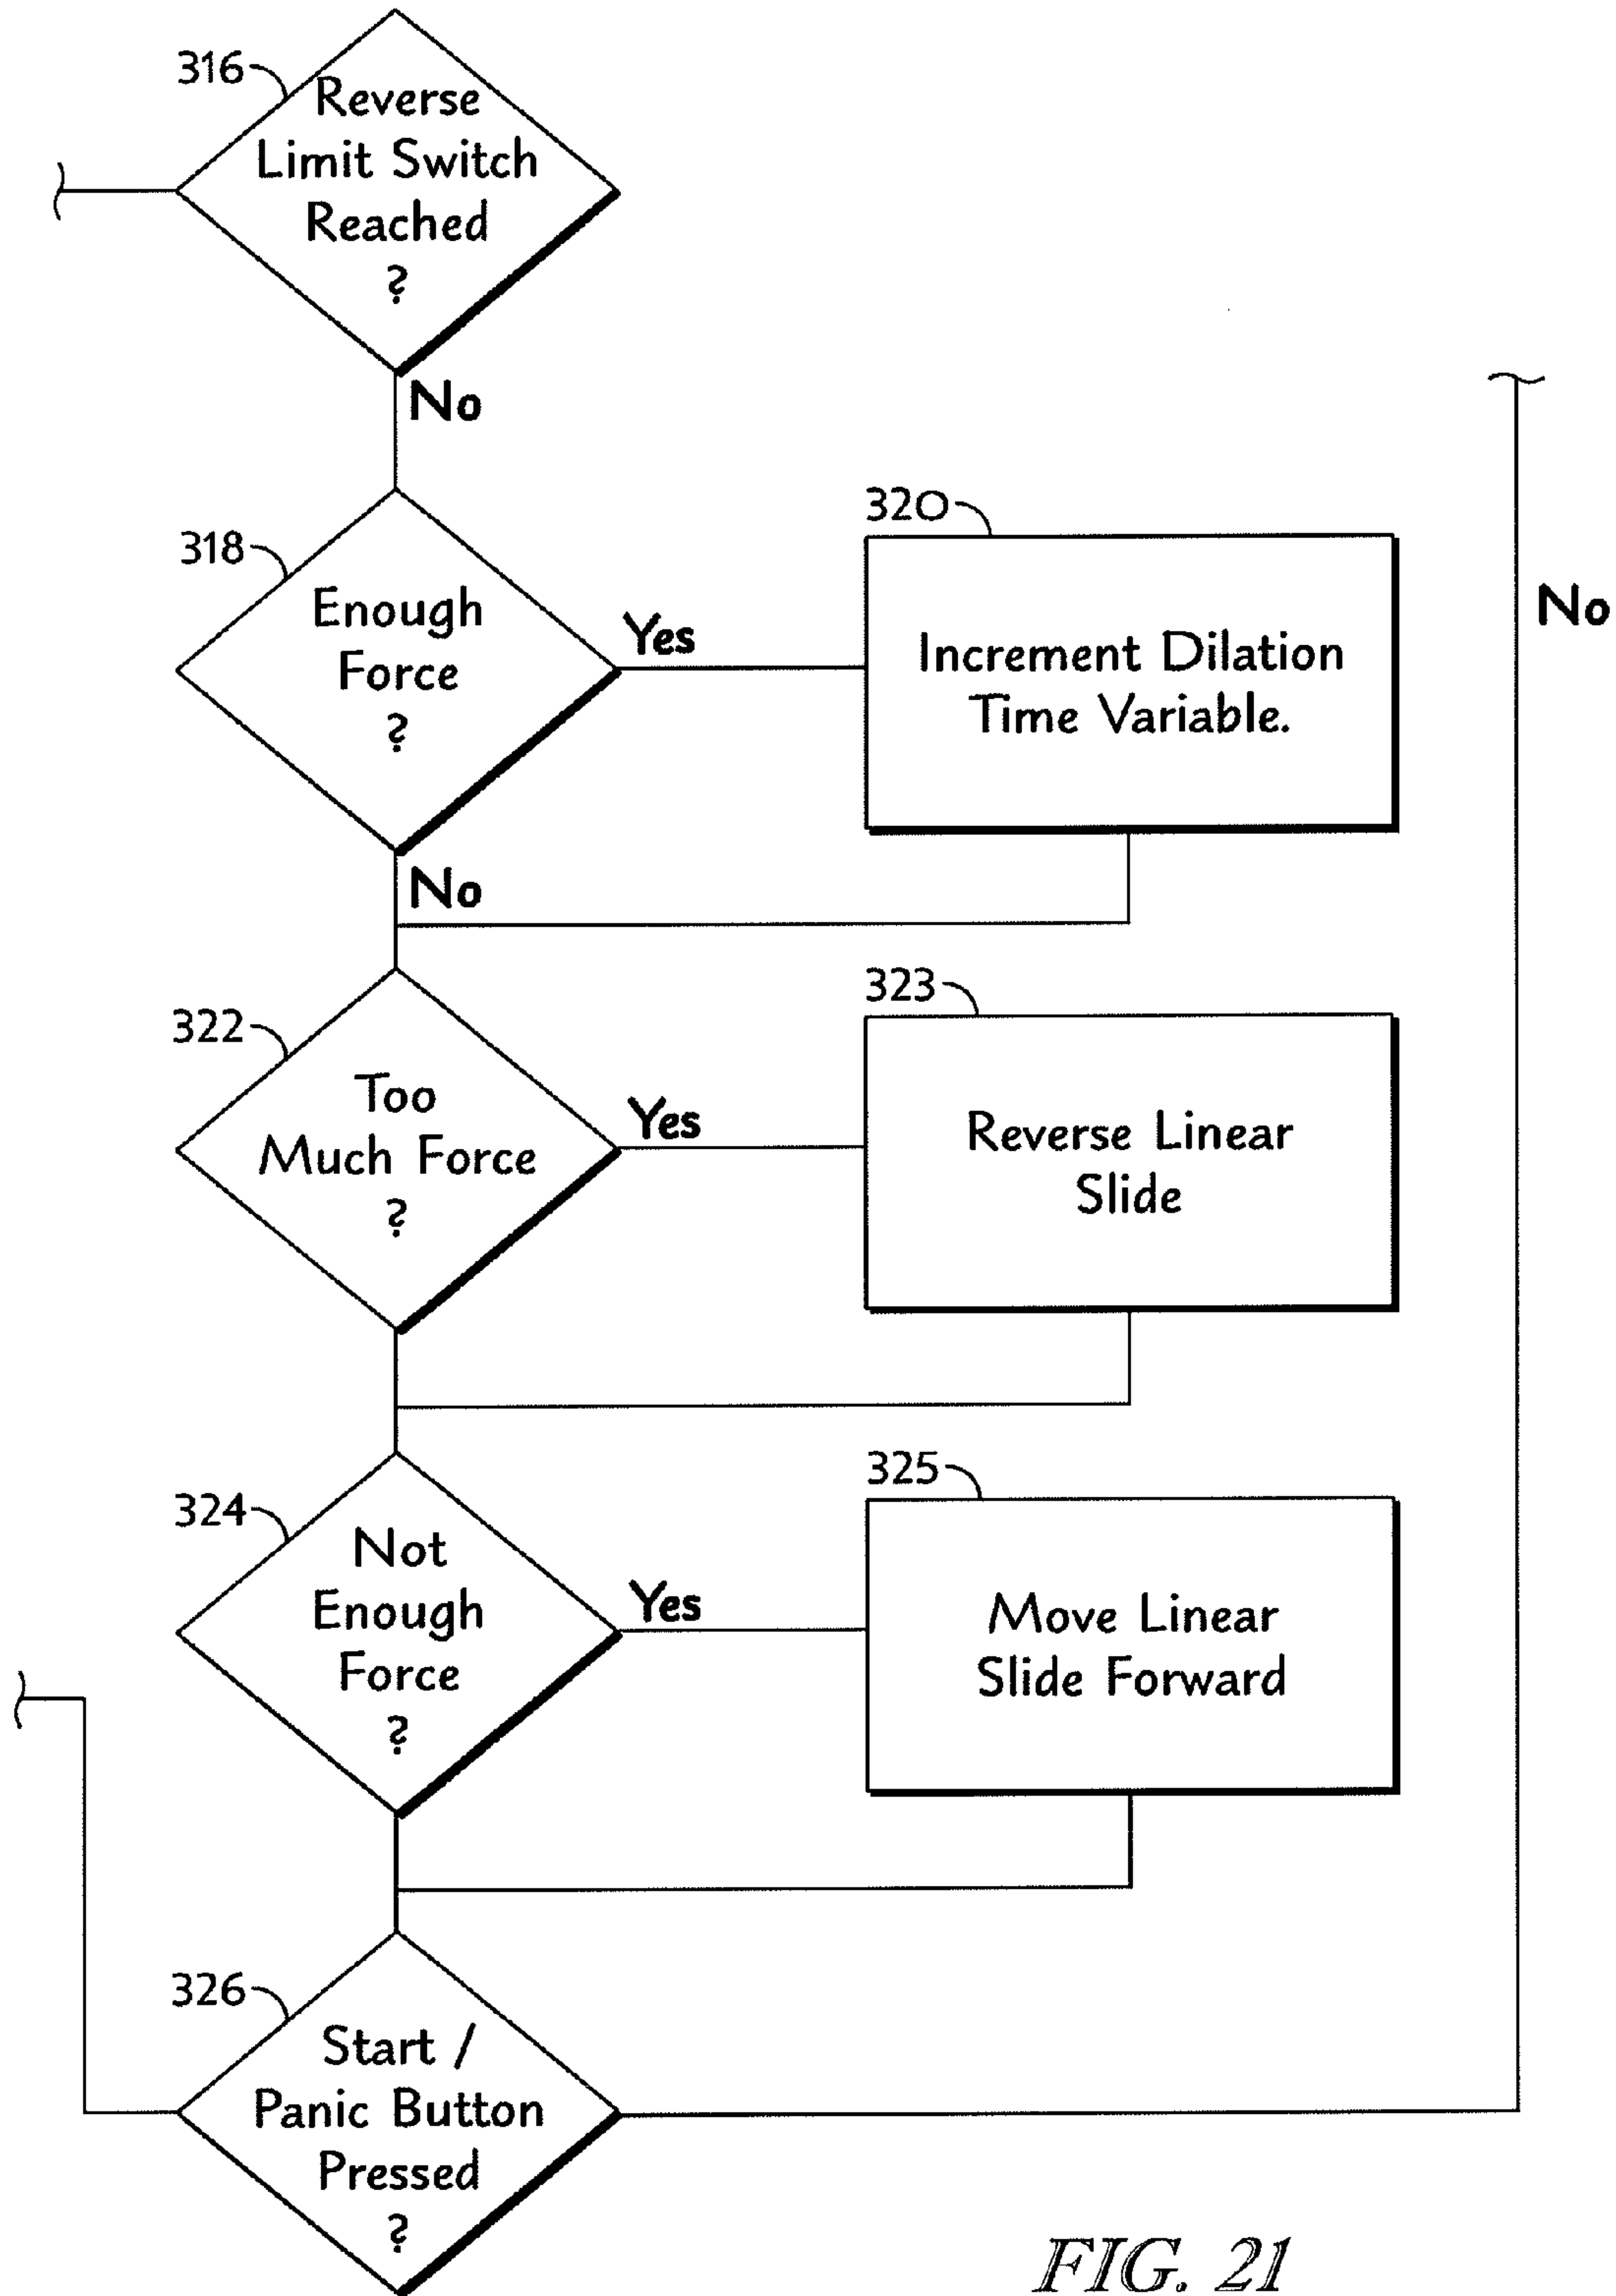 316
Reverse
Limit Switch
Reached
?
No
318
Enough
Force
?
Yes
320
Increment Dilation
Time Variable.
No
No
322
Too
Much Force
?
Yes
323
Reverse Linear
Slide
324
Not
Enough
Force
?
Yes
325
Move Linear
Slide Forward
326
Start /
Panic Button
Pressed
?
FIG. 21